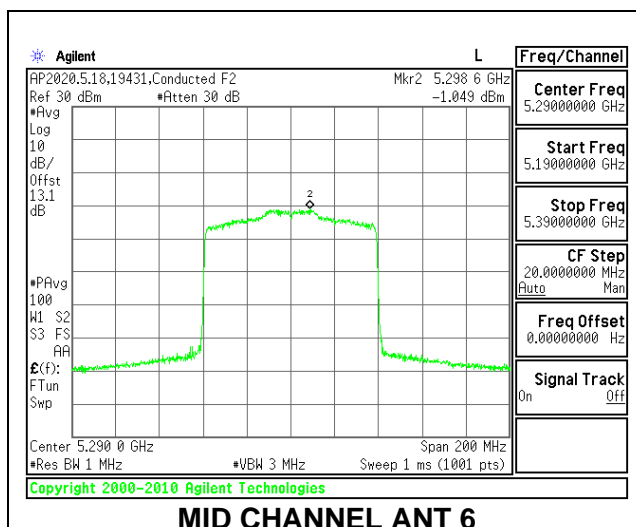 Agilent L Freq/Channel
AP2020.5.18,19431,Conducted F2 Mkr2 5.298 6 GHz
Ref 30 dBm #Atten 30 dB -1.049 dBm
#Avg
Log
10
dB/
Offst
13.1
dB
2
#PAvg
100
W1 S2
S3 FS
AA
£(f):
FTun
Swp
Center 5.290 0 GHz Span 200 MHz
#Res BW 1 MHz #VBW 3 MHz Sweep 1 ms (1001 pts)
Copyright 2000-2010 Agilent Technologies
Center Freq
5.29000000 GHz
Start Freq
5.19000000 GHz
Stop Freq
5.39000000 GHz
CF Step
20.0000000 MHz
Auto Man
Freq Offset
0.00000000 Hz
Signal Track
On Off
MID CHANNEL ANT 6